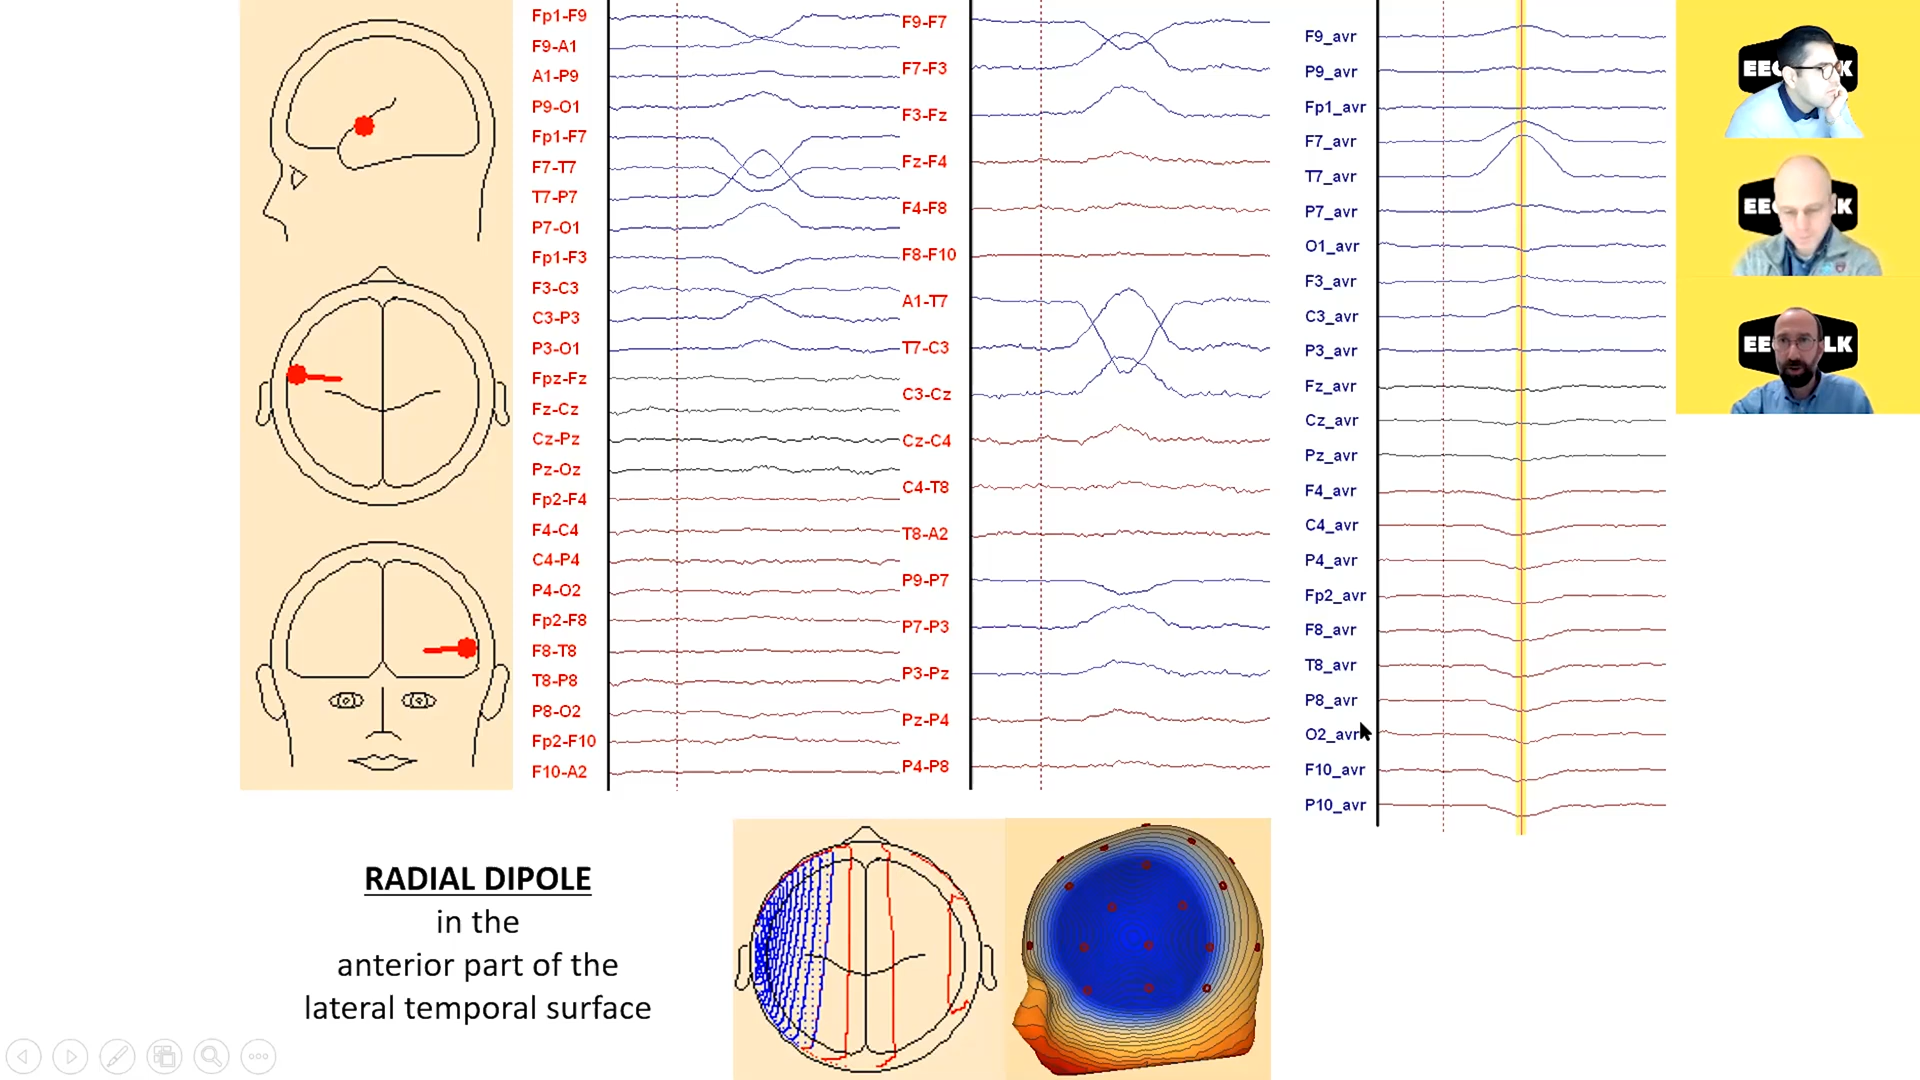 Fp1-F9
F9-A1
A1-P9
P9-O1
Fp1-F7
F7-T7
T7-P7
P7-O1
Fp1-F3
F3-C3
C3-P3
P3-O1
Fpz-Fz
Fz-Cz
Cz-Pz
Pz-Oz
Fp2-F4
F4-C4
C4-P4
P4-O2
Fp2-F8
F8-T8
T8-P8
P8-O2
Fp2-F10
F10-A2
F9-F7
F7-F3
F3-Fz
Fz-F4
F4-F8
F8-F10
A1-T7
T7-C3
C3-Cz
Cz-C4
C4-T8
T8-A2
P9-P7
P7-P3
P3-Pz
Pz-P4
P4-P8
F9_avr
P9_avr
Fp1_avr
F7_avr
T7_avr
P7_avr
O1_avr
F3_avr
C3_avr
P3_avr
Fz_avr
Cz_avr
Pz_avr
F4_avr
C4_avr
P4_avr
Fp2_avr
F8_avr
T8_avr
P8_avr
O2_avr
F10_avr
P10_avr
RADIAL DIPOLE
in the
anterior part of the
lateral temporal surface